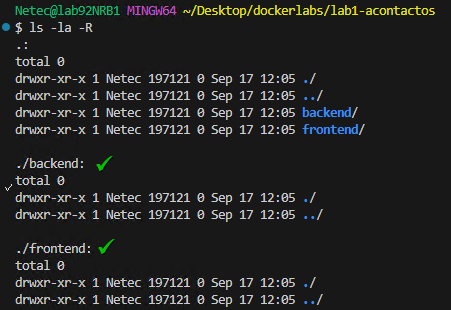 Netec@lab92NRB1 MINGW64 ~/Desktop/dockerlabs/lab1-acontactos
$ ls -la -R
.:
total 0
drwxr-xr-x 1 Netec 197121 0 Sep 17 12:05 ./
drwxr-xr-x 1 Netec 197121 0 Sep 17 12:05 ../
drwxr-xr-x 1 Netec 197121 0 Sep 17 12:05 backend/
drwxr-xr-x 1 Netec 197121 0 Sep 17 12:05 frontend/
./backend:
total 0
drwxr-xr-x 1 Netec 197121 0 Sep 17 12:05 ./
drwxr-xr-x 1 Netec 197121 0 Sep 17 12:05 ../
./frontend:
total 0
drwxr-xr-x 1 Netec 197121 0 Sep 17 12:05 ./
drwxr-xr-x 1 Netec 197121 0 Sep 17 12:05 ../